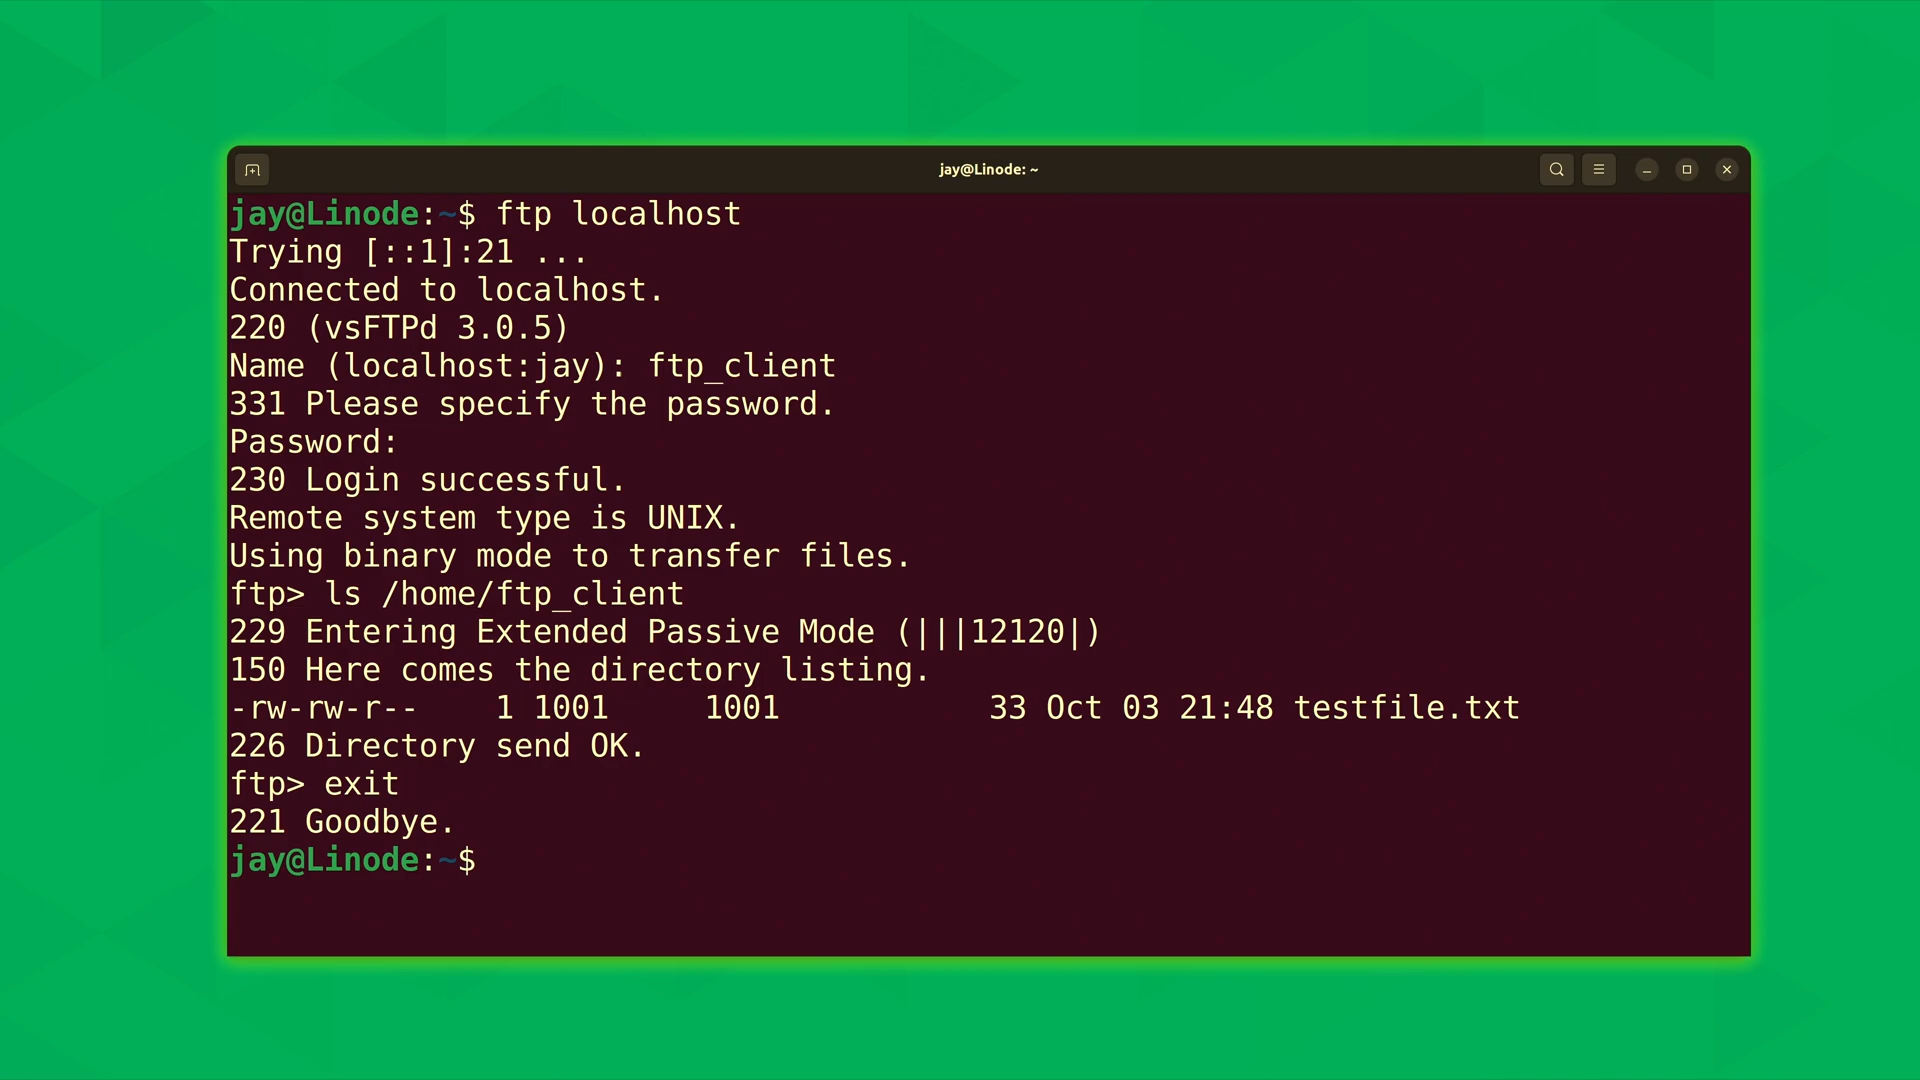 jay@Linode: ~
jay@Linode:~$ ftp localhost
Trying [::1]:21 ...
Connected to localhost.
220 (vsFTPd 3.0.5)
Name (localhost:jay): ftp_client
331 Please specify the password.
Password:
230 Login successful.
Remote system type is UNIX.
Using binary mode to transfer files.
ftp> ls /home/ftp_client
229 Entering Extended Passive Mode (|||12120|)
150 Here comes the directory listing.
-rw-rw-r--    1 1001     1001           33 Oct 03 21:48 testfile.txt
226 Directory send OK.
ftp> exit
221 Goodbye.
jay@Linode:~$